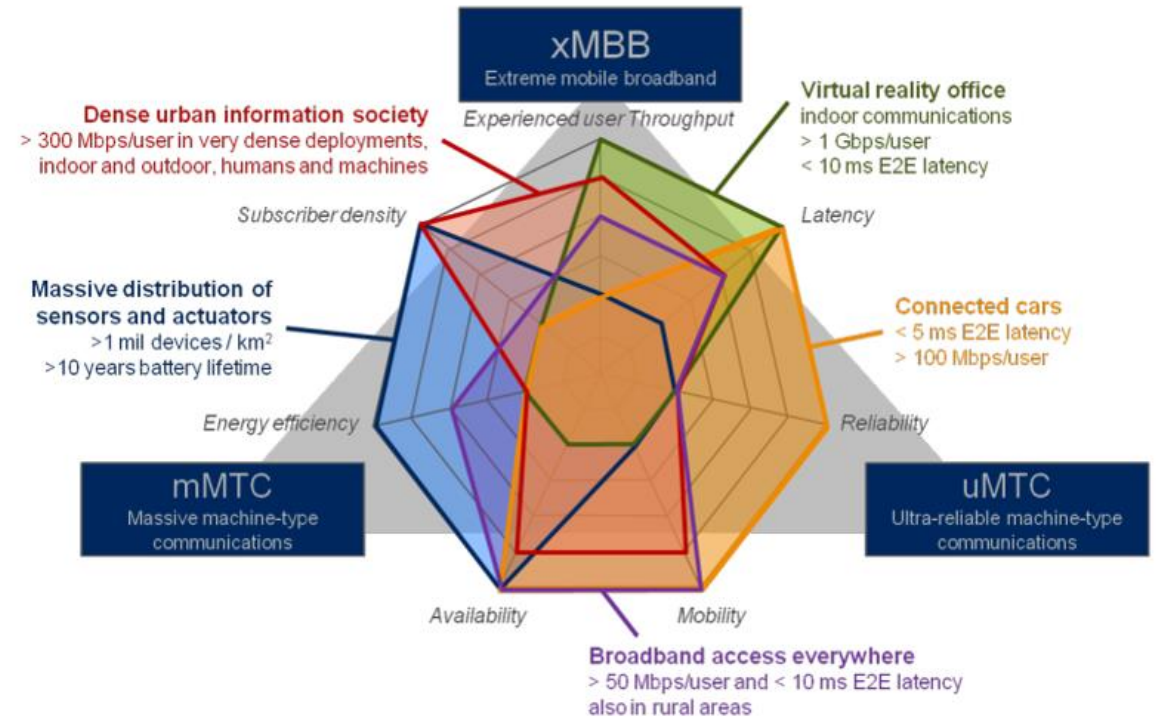 xMBB
Extreme mobile broadband
Experienced user Throughput
Dense urban information society
> 300 Mbps/user in very dense deployments,
indoor and outdoor, humans and machines
Virtual reality office
indoor communications
> 1 Gbps/user
< 10 ms E2E latency
Subscriber density
Latency
Massive distribution of
sensors and actuators
>1 mil devices / km²
>10 years battery lifetime
Connected cars
< 5 ms E2E latency
> 100 Mbps/user
Energy efficiency
Reliability
mMTC
Massive machine-type
communications
uMTC
Ultra-reliable machine-type
communications
Availability
Mobility
Broadband access everywhere
> 50 Mbps/user and < 10 ms E2E latency
also in rural areas